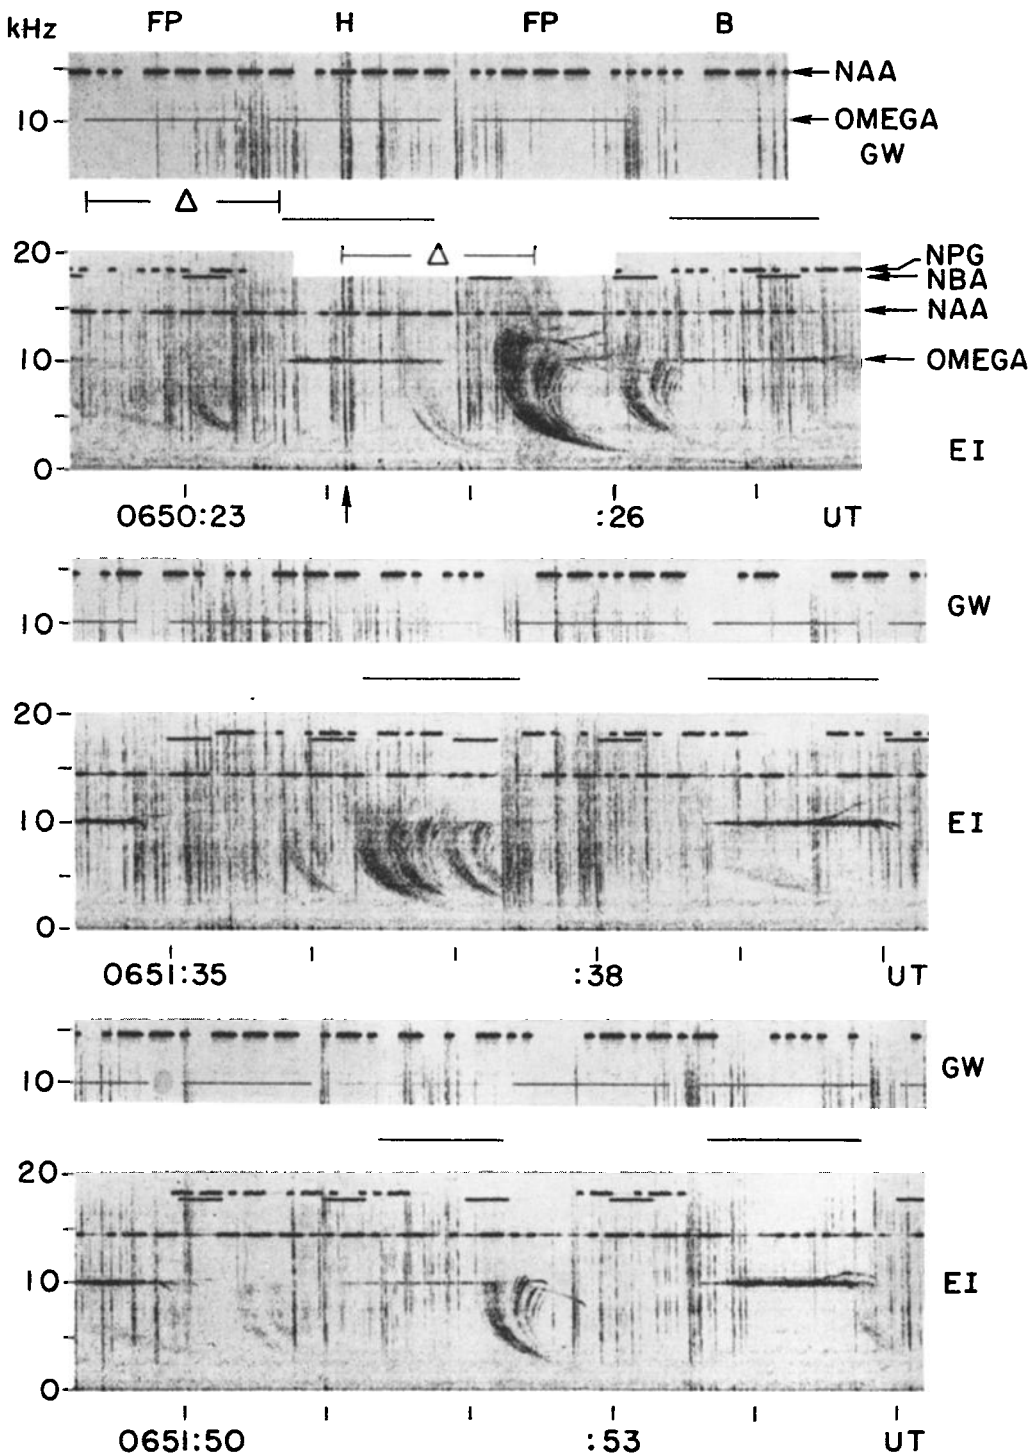 kHz FP H FP B
NAA
10 OMEGA
GW
Δ
Δ
20 NPG
NBA
NAA
10 OMEGA
EI
0
0650:23 :26 UT
10 GW
20
10 EI
0
0651:35 :38 UT
10 GW
20
10 EI
0
0651:50 :53 UT